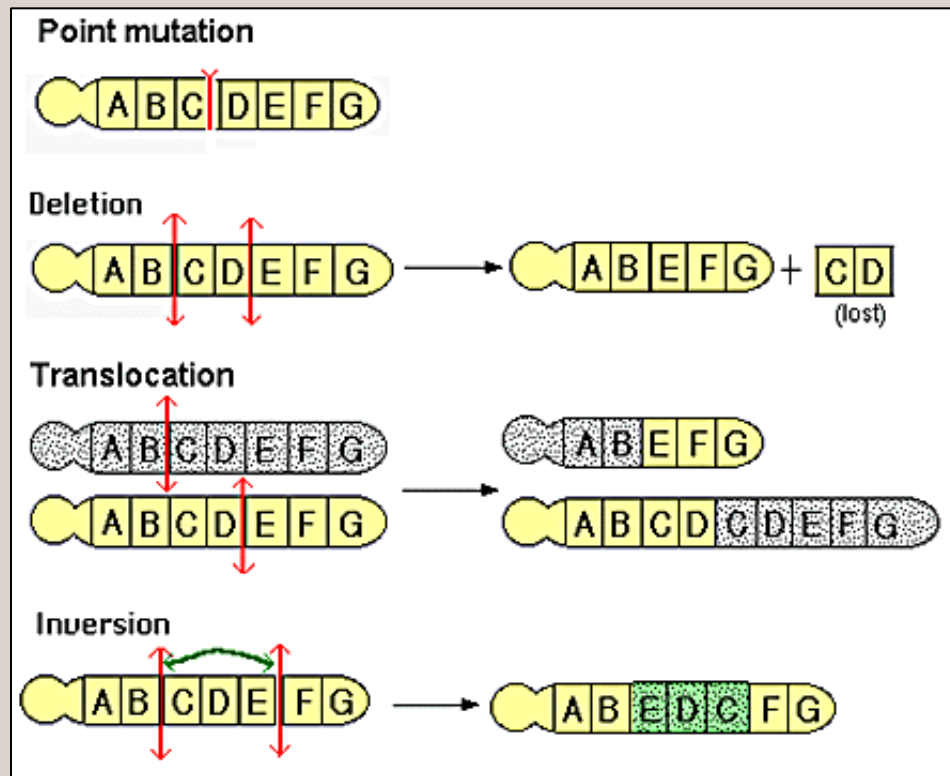 Point mutation
A B C D E F G
Deletion
A B C D E F G A B E F G + C D
(lost)
Translocation
A B C D E F G A B E F G
A B C D E F G A B C D C D E F G
Inversion
A B C D E F G A B E D C F G